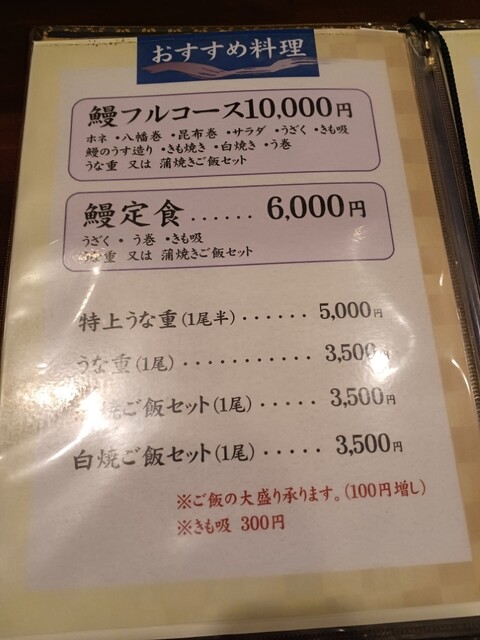 おすすめ料理
鰻フルコース10,000円
ホネ ・八幡巻 ・昆布巻 ・サラダ ・うざく ・きも吸
鰻のうす造り ・きも焼き ・白焼き ・う巻
うな重 又は 蒲焼きご飯セット
鰻定食...... 6,000円
うざく ・ う巻 ・きも吸
重 又は 蒲焼きご飯セット
特上うな重(1尾半)...... 5,000円
うな重(1尾)........... 3,500円
焼ご飯セット(1尾)..... 3,500円
白焼ご飯セット(1尾)..... 3,500円
※ご飯の大盛り承ります。(100円増し)
※きも吸 300円